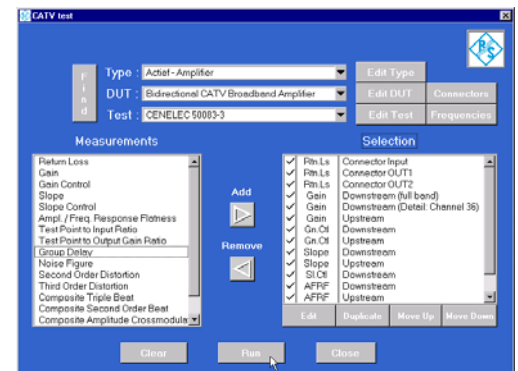 CATV test
R S
Find
Type : Actief - Amplifier
Edit Type
DUT : Bidirectional CATV Broadband Amplifier
Edit DUT
Connectors
Test : CENELEC 50083-3
Edit Test
Frequencies
Measurements
Return Loss
Gain
Gain Control
Slope
Slope Control
Ampl. / Freq. Response Flatness
Test Point to Input Ratio
Test Point to Output Gain Ratio
Group Delay
Noise Figure
Second Order Distortion
Third Order Distortion
Composite Triple Beat
Composite Second Order Beat
Composite Amplitude Crossmodula
Add
Remove
Selection
Rtn.Ls Connector Input
Rtn.Ls Connector OUT1
Rtn.Ls Connector OUT2
Gain Downstream (full band)
Gain Downstream (Detail: Channel 36)
Gain Upstream
Gn.Ctl Downstream
Gn.Ctl Upstream
Slope Downstream
Slope Upstream
Sl.Ctl Downstream
AFRF Downstream
AFRF Upstream
Edit
Duplicate
Move Up
Move Down
Clear
Run
Close